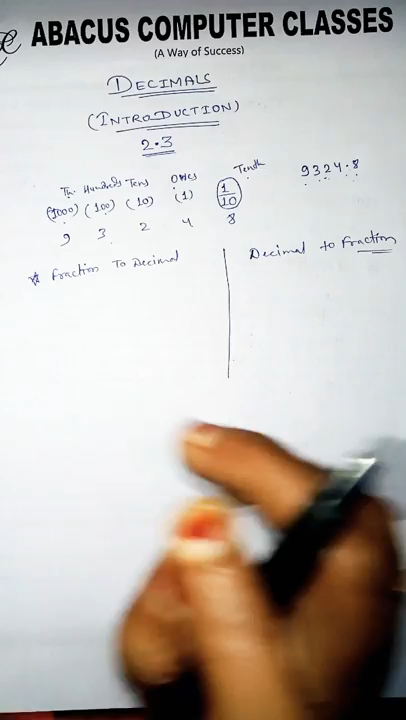 ABACUS COMPUTER CLASSES
(A Way of Success)
DECIMALS
(INTRODUCTION)
2.3
Th. Hundreds Tens Ones Tenth 9324.8
(1000) (100) (10) (1) 1/10
9 3 2 4 8
Fraction To Decimal Decimal to Fraction